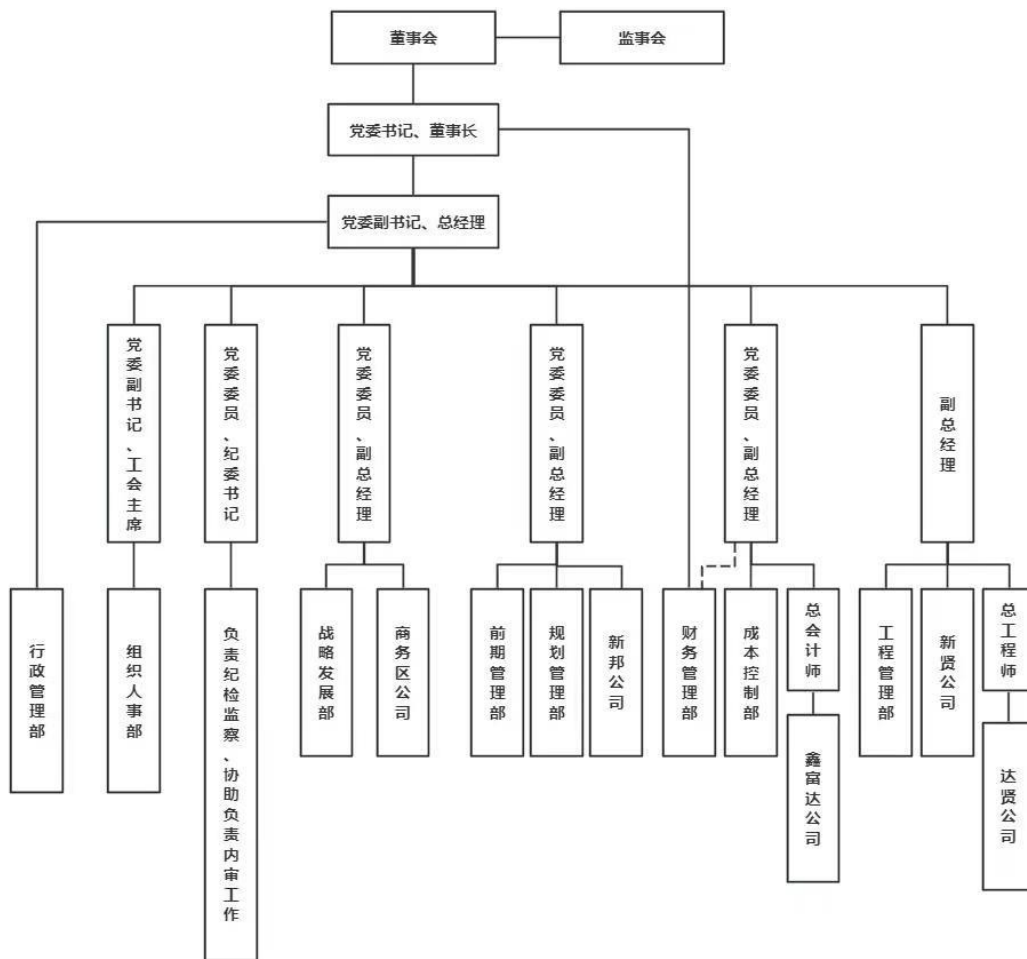 董事会
监事会
党委书记、董事长
党委副书记、总经理
党委副书记、工会主席
党委委员、纪委书记
党委委员、副总经理
党委委员、副总经理
党委委员、副总经理
副总经理
行政管理部
组织人事部
负责纪检监察、协助负责内审工作
战略发展部
商务区公司
前期管理部
规划管理部
新邦公司
财务管理部
成本控制部
总会计师
工程管理部
新贤公司
总工程师
鑫富达公司
达贤公司